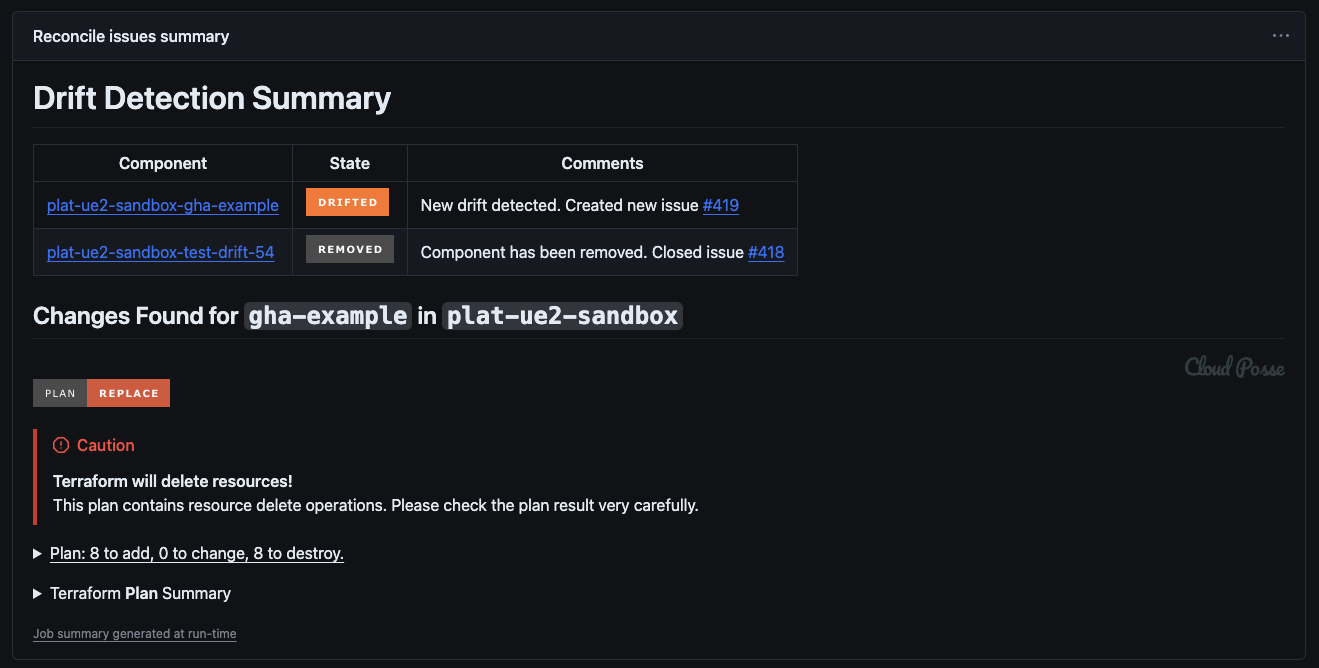 Reconcile issues summary
Drift Detection Summary
Component State Comments
plat-ue2-sandbox-gha-example DRIFTED New drift detected. Created new issue #419
plat-ue2-sandbox-test-drift-54 REMOVED Component has been removed. Closed issue #418
Changes Found for gha-example in plat-ue2-sandbox
Cloud Posse
PLAN REPLACE
Caution
Terraform will delete resources!
This plan contains resource delete operations. Please check the plan result very carefully.
Plan: 8 to add, 0 to change, 8 to destroy.
Terraform Plan Summary
Job summary generated at run-time